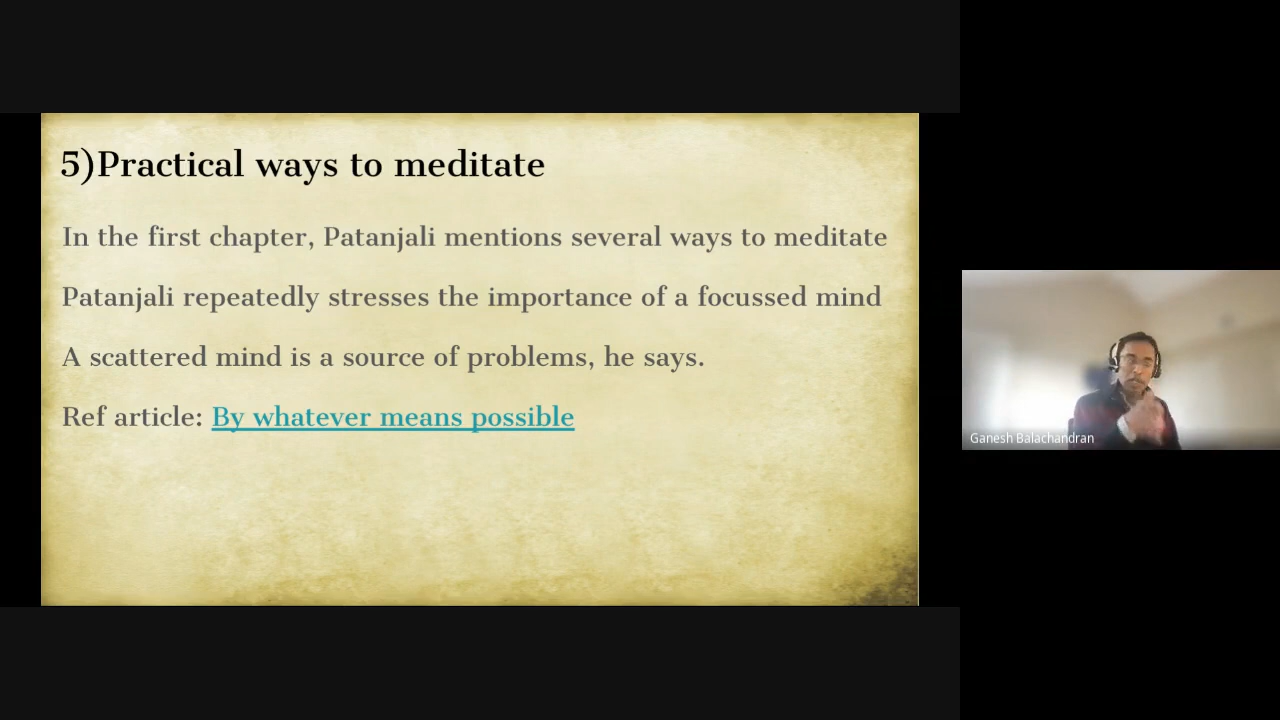 5)Practical ways to meditate
In the first chapter, Patanjali mentions several ways to meditate
Patanjali repeatedly stresses the importance of a focussed mind
A scattered mind is a source of problems, he says.
Ref article: By whatever means possible
Ganesh Balachandran